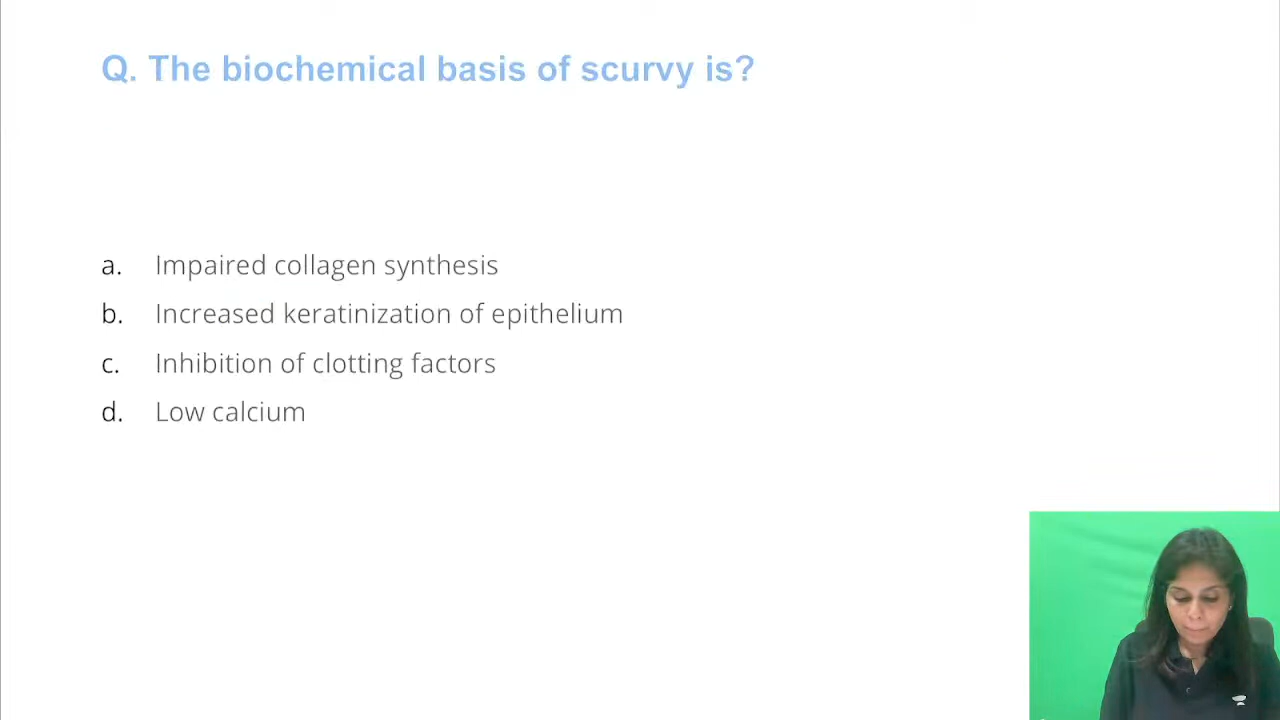 Q. The biochemical basis of scurvy is?
a. Impaired collagen synthesis
b. Increased keratinization of epithelium
c. Inhibition of clotting factors
d. Low calcium